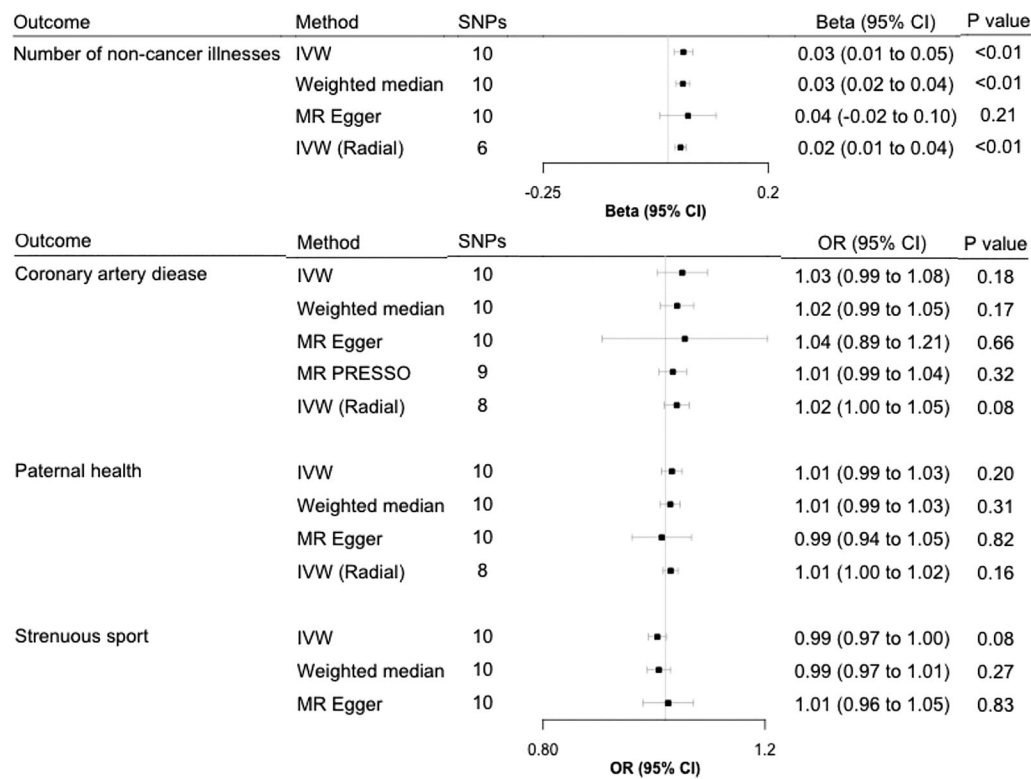 Outcome Method SNPs Beta (95% CI) P value
Number of non-cancer illnesses IVW 10 0.03 (0.01 to 0.05) <0.01
Weighted median 10 0.03 (0.02 to 0.04) <0.01
MR Egger 10 0.04 (-0.02 to 0.10) 0.21
IVW (Radial) 6 0.02 (0.01 to 0.04) <0.01
-0.25 0.2
Beta (95% CI)
Outcome Method SNPs OR (95% CI) P value
Coronary artery disease IVW 10 1.03 (0.99 to 1.08) 0.18
Weighted median 10 1.02 (0.99 to 1.05) 0.17
MR Egger 10 1.04 (0.89 to 1.21) 0.66
MR PRESSO 9 1.01 (0.99 to 1.04) 0.32
IVW (Radial) 8 1.02 (1.00 to 1.05) 0.08
Paternal health IVW 10 1.01 (0.99 to 1.03) 0.20
Weighted median 10 1.01 (0.99 to 1.03) 0.31
MR Egger 10 0.99 (0.94 to 1.05) 0.82
IVW (Radial) 8 1.01 (1.00 to 1.02) 0.16
Strenuous sport IVW 10 0.99 (0.97 to 1.00) 0.08
Weighted median 10 0.99 (0.97 to 1.01) 0.27
MR Egger 10 1.01 (0.96 to 1.05) 0.83
0.80 1.2
OR (95% CI)